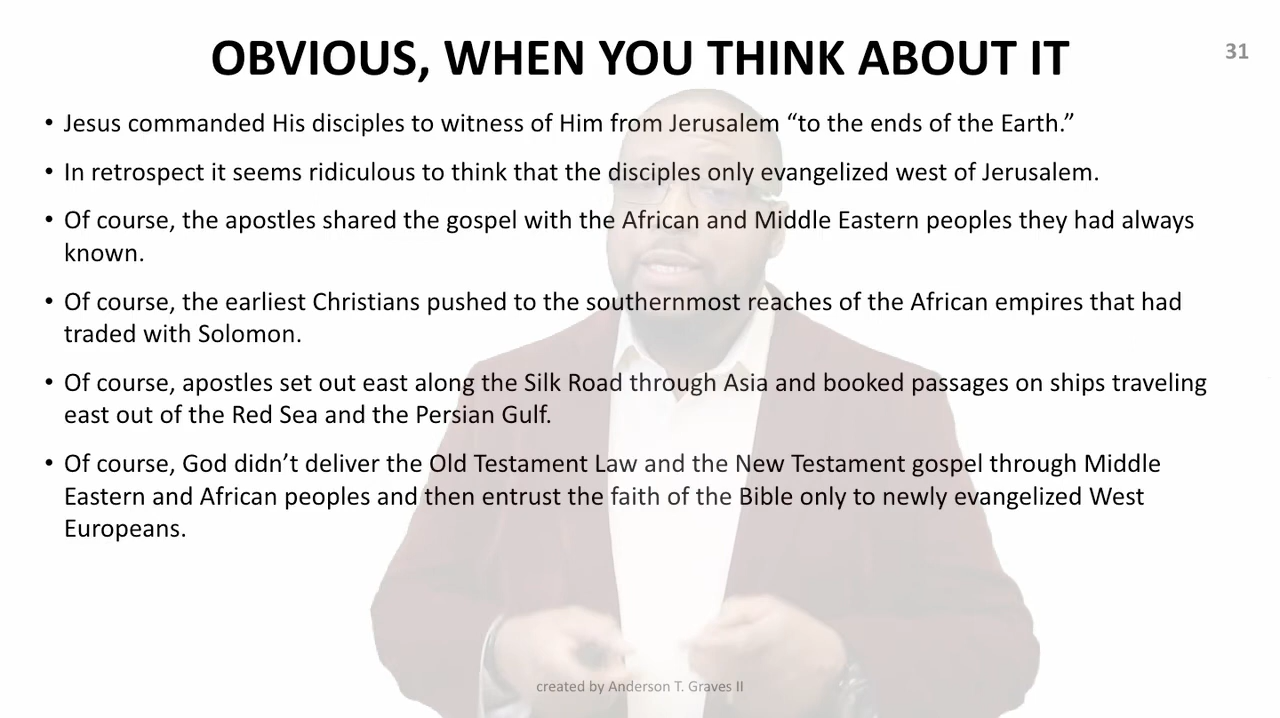 OBVIOUS, WHEN YOU THINK ABOUT IT
31
• Jesus commanded His disciples to witness of Him from Jerusalem “to the ends of the Earth.”
• In retrospect it seems ridiculous to think that the disciples only evangelized west of Jerusalem.
• Of course, the apostles shared the gospel with the African and Middle Eastern peoples they had always
known.
• Of course, the earliest Christians pushed to the southernmost reaches of the African empires that had
traded with Solomon.
• Of course, apostles set out east along the Silk Road through Asia and booked passages on ships traveling
east out of the Red Sea and the Persian Gulf.
• Of course, God didn’t deliver the Old Testament Law and the New Testament gospel through Middle
Eastern and African peoples and then entrust the faith of the Bible only to newly evangelized West
Europeans.
created by Anderson T. Graves II